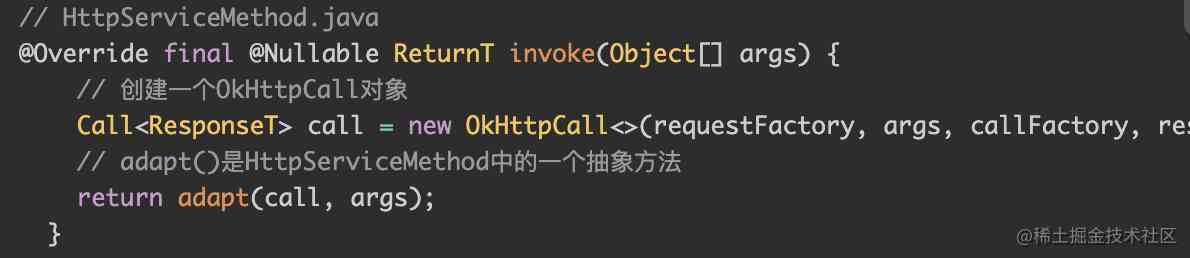 // HttpServiceMethod.java
@Override final @Nullable ReturnT invoke(Object[] args) {
// 创建一个OkHttpCall对象
Call<ResponseT> call = new OkHttpCall<>(requestFactory, args, callFactory, res
// adapt()是HttpServiceMethod中的一个抽象方法
return adapt(call, args);
}
@稀土掘金技术社区